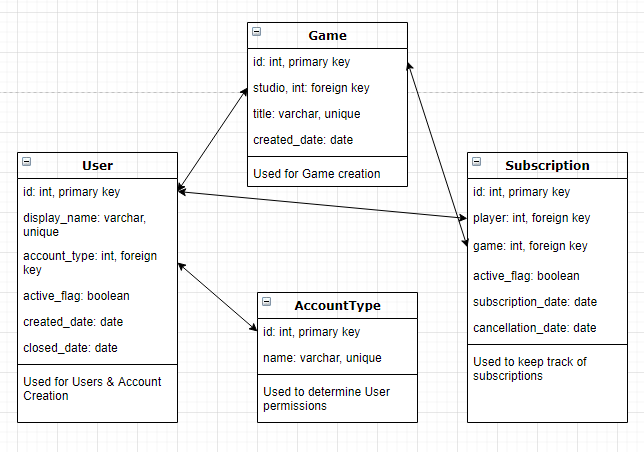 Game
id: int, primary key
studio, int: foreign key
title: varchar, unique
created_date: date
Used for Game creation
User
id: int, primary key
display_name: varchar,
unique
account_type: int, foreign
key
active_flag: boolean
created_date: date
closed_date: date
Used for Users & Account
Creation
AccountType
id: int, primary key
name: varchar, unique
Used to determine User
permissions
Subscription
id: int, primary key
player: int, foreign key
game: int, foreign key
active_flag: boolean
subscription_date: date
cancellation_date: date
Used to keep track of
subscriptions